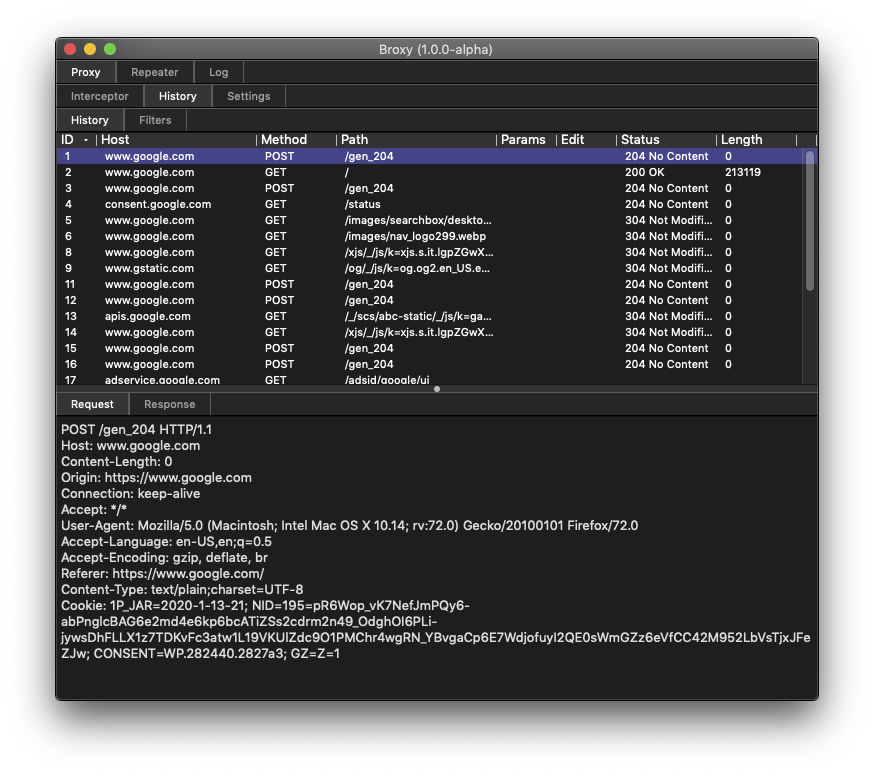 Broxy (1.0.0-alpha)
Proxy Repeater Log
Interceptor History Settings
History Filters
ID Host Method Path Params Edit Status Length
1 www.google.com POST /gen_204 204 No Content 0
2 www.google.com GET / 200 OK 213119
3 www.google.com POST /gen_204 204 No Content 0
4 consent.google.com GET /status 204 No Content 0
5 www.google.com GET /images/searchbox/deskto... 304 Not Modifi... 0
6 www.google.com GET /images/nav_logo299.webp 304 Not Modifi... 0
8 www.google.com GET /xjs/_/js/k=xjs.s.it.lgpZGwX... 304 Not Modifi... 0
9 www.gstatic.com GET /og/_/js/k=og.og2.en_US.e... 304 Not Modifi... 0
11 www.google.com POST /gen_204 204 No Content 0
12 www.google.com POST /gen_204 204 No Content 0
13 apis.google.com GET /_/scs/abc-static/_/js/k=ga... 304 Not Modifi... 0
14 www.google.com GET /xjs/_/js/k=xjs.s.it.lgpZGwX... 304 Not Modifi... 0
15 www.google.com POST /gen_204 204 No Content 0
16 www.google.com POST /gen_204 204 No Content 0
17 adservice.google.com GET /adsid/google/ui
Request Response
POST /gen_204 HTTP/1.1
Host: www.google.com
Content-Length: 0
Origin: https://www.google.com
Connection: keep-alive
Accept: */*
User-Agent: Mozilla/5.0 (Macintosh; Intel Mac OS X 10.14; rv:72.0) Gecko/20100101 Firefox/72.0
Accept-Language: en-US,en;q=0.5
Accept-Encoding: gzip, deflate, br
Referer: https://www.google.com/
Content-Type: text/plain;charset=UTF-8
Cookie: 1P_JAR=2020-1-13-21; NID=195=pR6Wop_vK7NefJmPQy6-
abPnglcBAG6e2md4e6kp6bcATiZSs2cdrm2n49_OdghOl6PLi-
jywsDhFLLX1z7TDKvFc3atw1L19VKUlZdc9O1PMChr4wgRN_YBvgaCp6E7Wdjofuyl2QE0sWmGZz6eVfCC42M952LbVsTjxJFe
ZJw; CONSENT=WP.282440.2827a3; GZ=Z=1